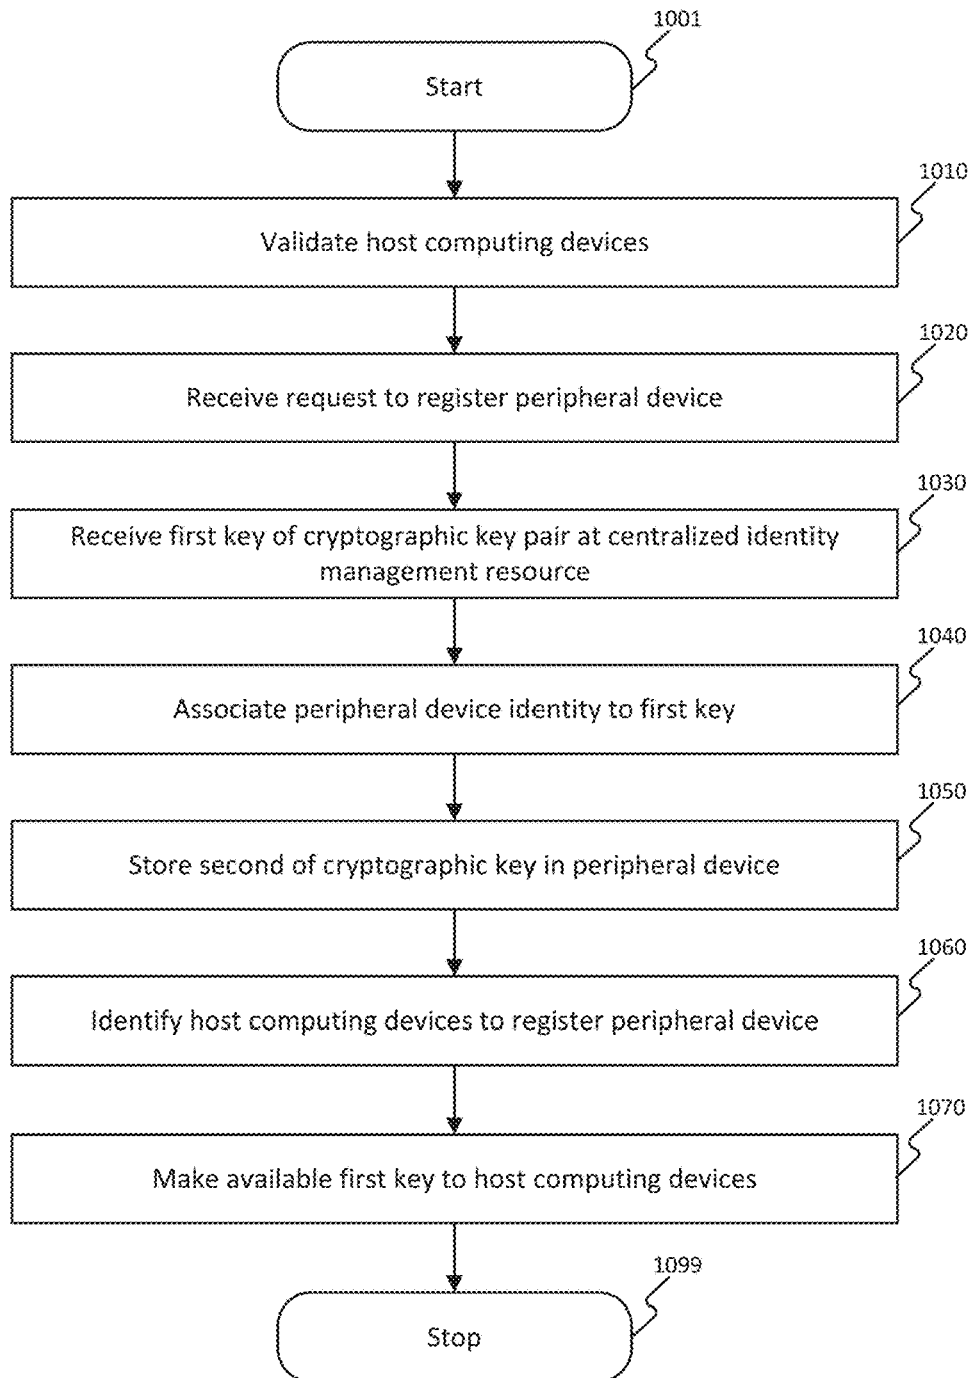 1001
Start
1010
Validate host computing devices
1020
Receive request to register peripheral device
1030
Receive first key of cryptographic key pair at centralized identity
management resource
1040
Associate peripheral device identity to first key
1050
Store second of cryptographic key in peripheral device
1060
Identify host computing devices to register peripheral device
1070
Make available first key to host computing devices
1099
Stop